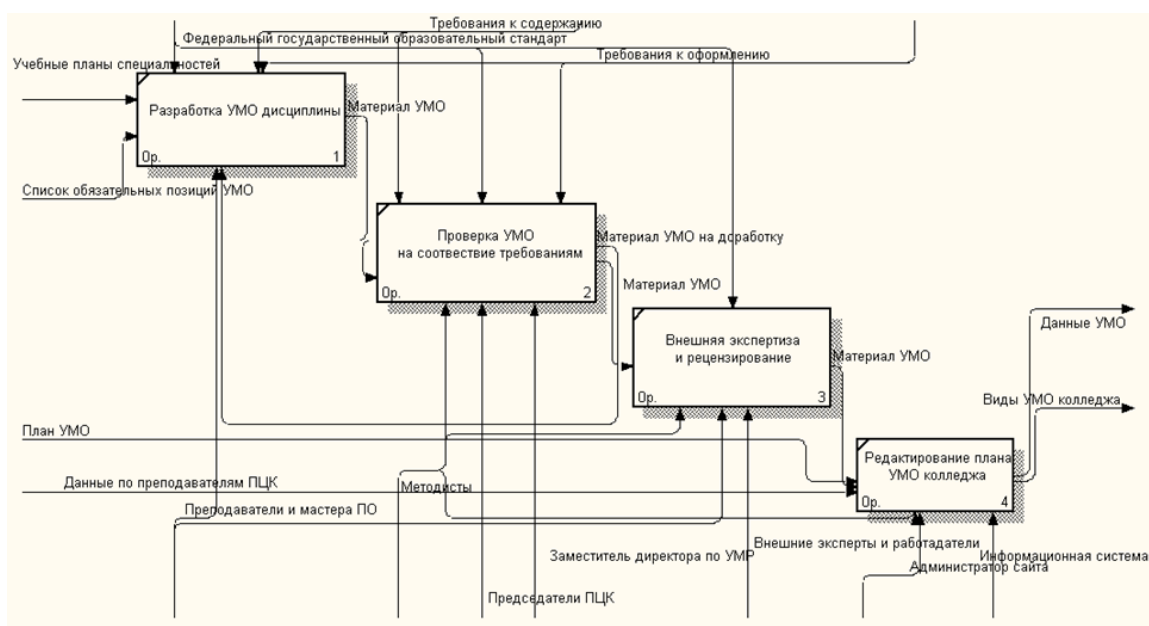 Требования к содержанию
Федеральный государственный образовательный стандарт
Требования к оформлению
Учебные планы специальностей
Разработка УМО дисциплины
Материал УМО
0р.
1
Список обязательных позиций УМО
Проверка УМО
на соотвествие требованиям
Материал УМО на доработку
0р.
2
Материал УМО
Внешняя экспертиза
и рецензирование
Данные УМО
Материал УМО
0р.
3
Виды УМО колледжа
План УМО
Редактирование плана
УМО колледжа
Данные по преподавателям ПЦК
Методисты
0р.
4
Преподаватели и мастера ПО
Внешние эксперты и работадатели
Заместитель директора по УМР
Информационная система
Администратор сайта
Председатели ПЦК